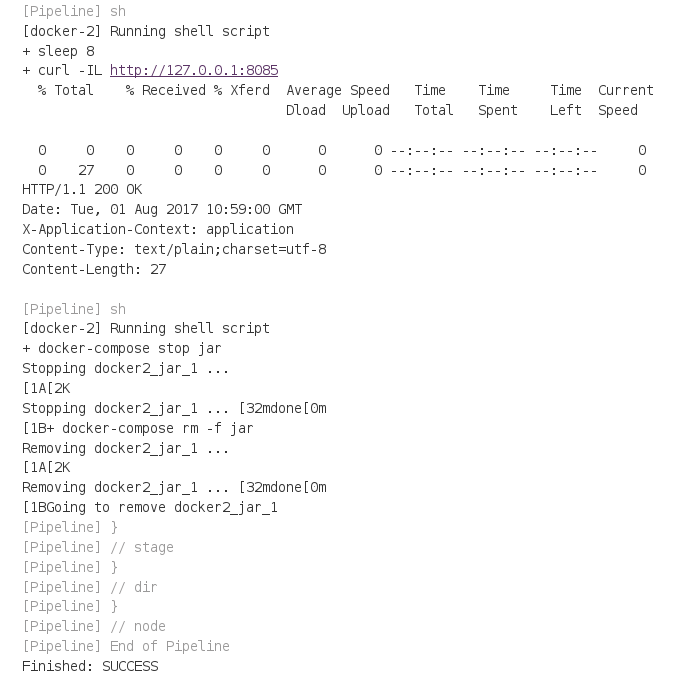 [Pipeline] sh
[docker-2] Running shell script
+ sleep 8
+ curl -IL http://127.0.0.1:8085
  % Total    % Received % Xferd  Average Speed   Time    Time     Time  Current
                                 Dload  Upload   Total   Spent    Left  Speed

  0     0    0     0    0     0      0      0 --:--:-- --:--:-- --:--:--     0
  0    27    0     0    0     0      0      0 --:--:-- --:--:-- --:--:--     0
HTTP/1.1 200 OK
Date: Tue, 01 Aug 2017 10:59:00 GMT
X-Application-Context: application
Content-Type: text/plain;charset=utf-8
Content-Length: 27

[Pipeline] sh
[docker-2] Running shell script
+ docker-compose stop jar
Stopping docker2_jar_1 ...
[1A[2K
Stopping docker2_jar_1 ... [32mdone[0m
[1B+ docker-compose rm -f jar
Removing docker2_jar_1 ...
[1A[2K
Removing docker2_jar_1 ... [32mdone[0m
[1BGoing to remove docker2_jar_1
[Pipeline] }
[Pipeline] // stage
[Pipeline] }
[Pipeline] // dir
[Pipeline] }
[Pipeline] // node
[Pipeline] End of Pipeline
Finished: SUCCESS